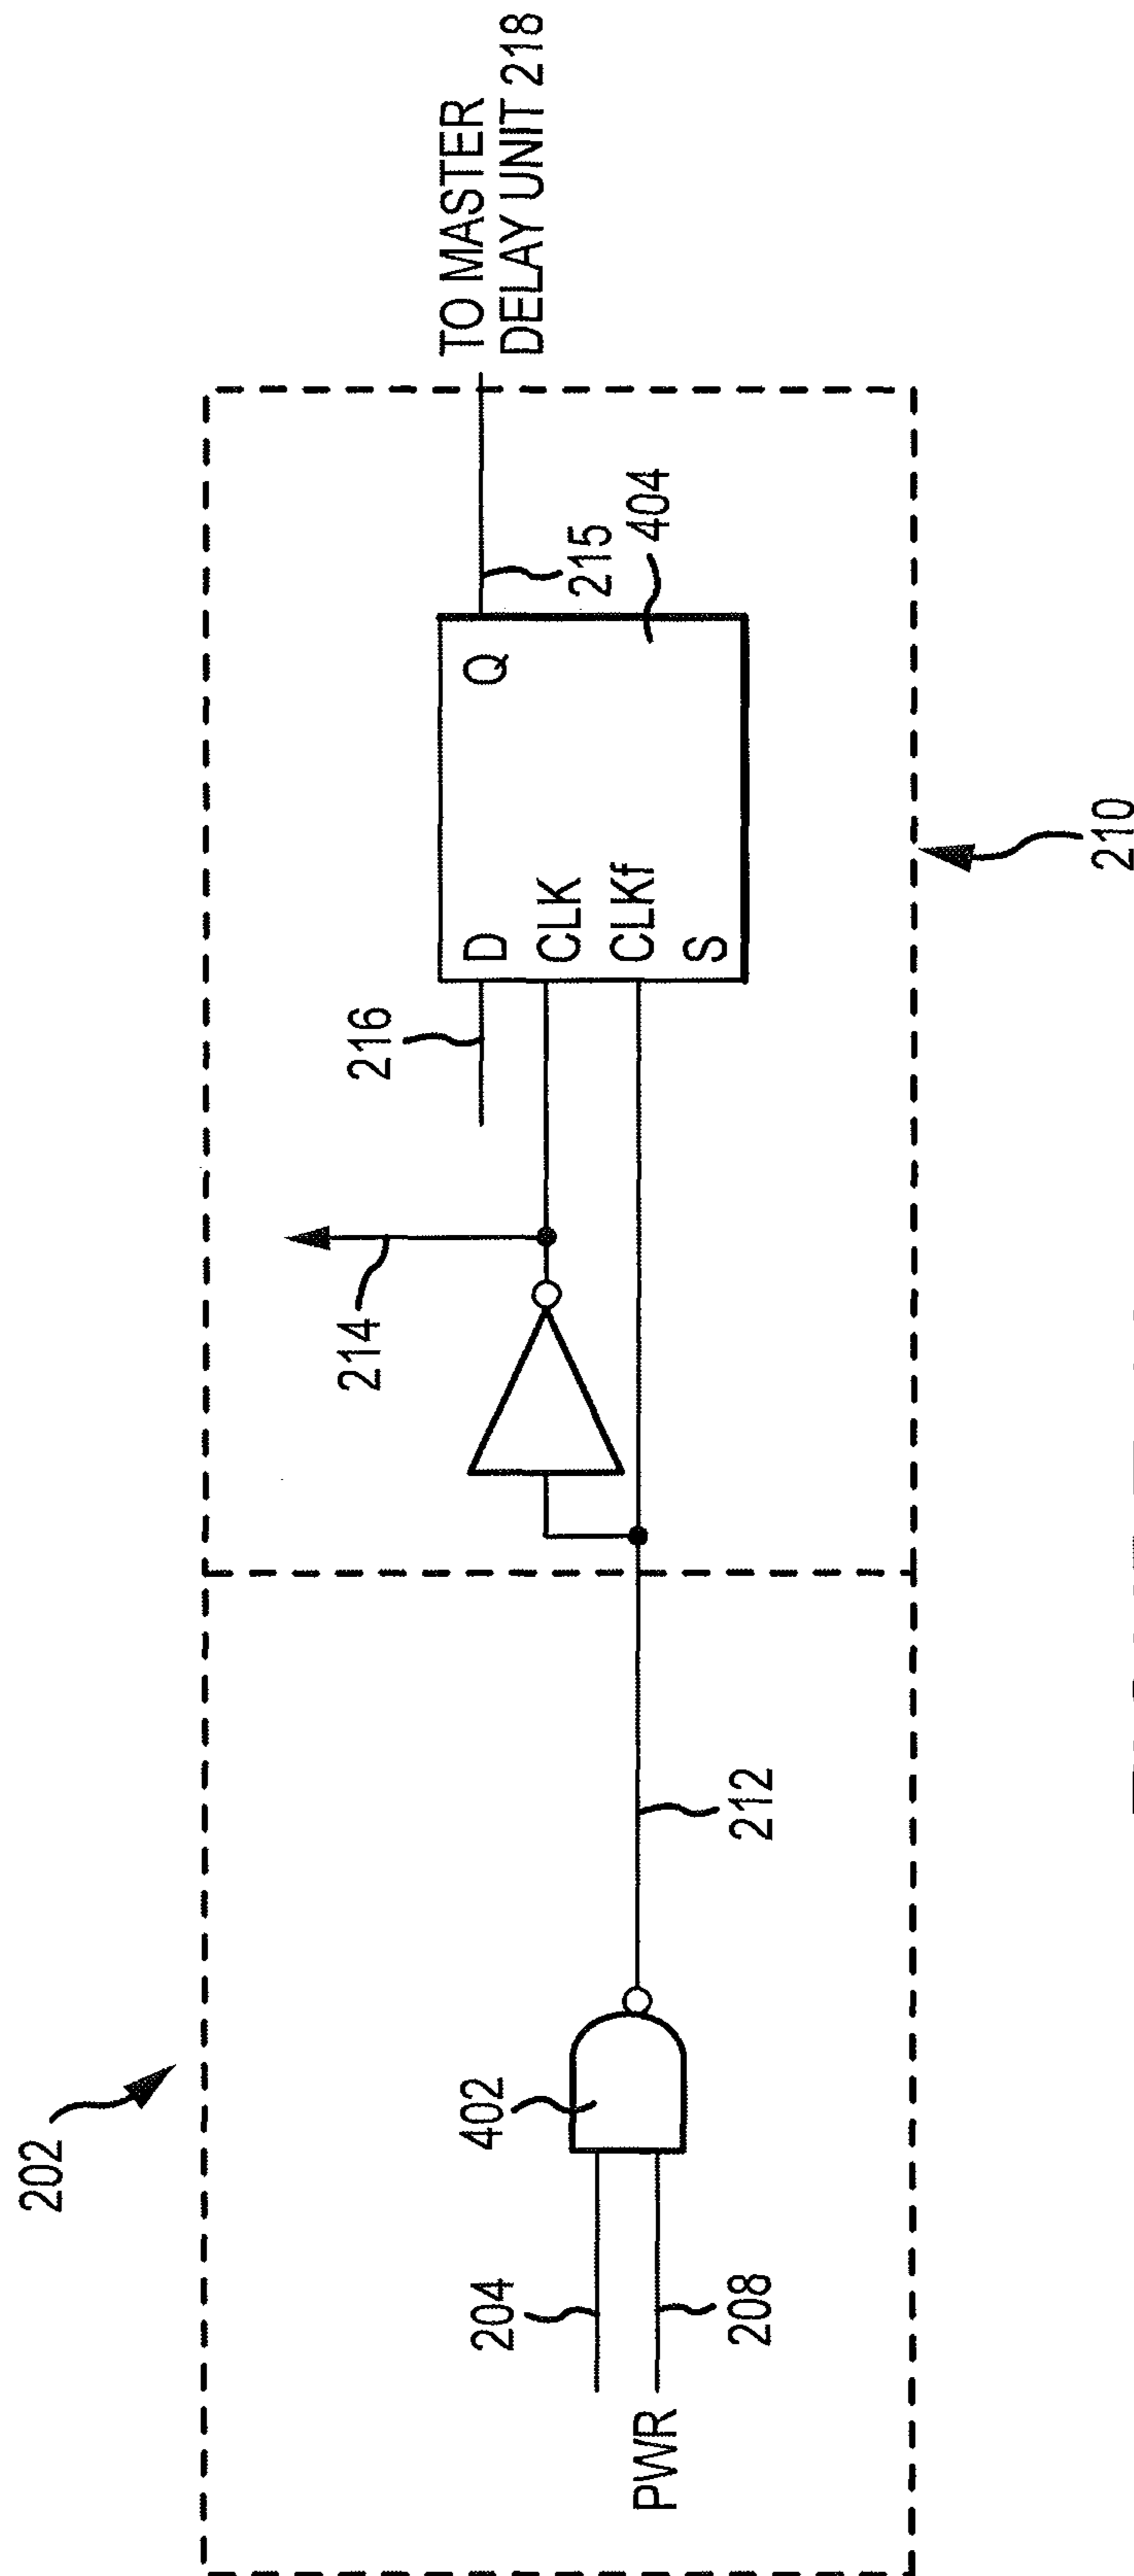 202
402
204
PWR
208
212
214
216
D
CLK
CLKf
S
Q
215
404
TO MASTER
DELAY UNIT 218
210